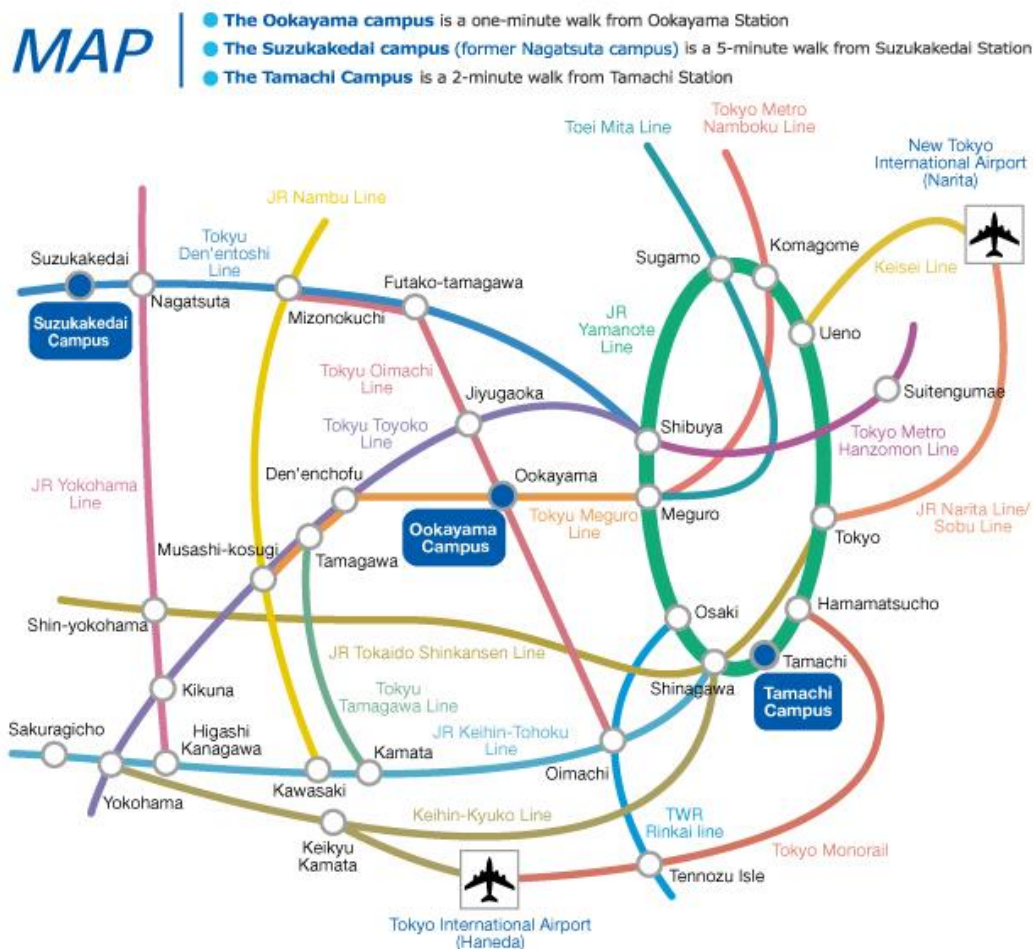 MAP
The Ookayama campus is a one-minute walk from Ookayama Station
The Suzukakedai campus (former Nagatsuta campus) is a 5-minute walk from Suzukakedai Station
The Tamachi Campus is a 2-minute walk from Tamachi Station
Toei Mita Line
Tokyo Metro
Namboku Line
New Tokyo
International Airport
(Narita)
JR Nambu Line
Tokyu
Den'entoshi
Line
Suzukakedai
Nagatsuta
Suzukakedai
Campus
Mizonokuchi
Futako-tamagawa
Sugamo
Komagome
Keisei Line
JR
Yamanote
Line
Ueno
Tokyu Oimachi
Line
Jiyugaoka
Tokyu Toyoko
Line
Suitengumae
Shibuya
Tokyo Metro
Hanzomon Line
Den'enchofu
Ookayama
JR Yokohama
Line
Ookayama
Campus
Tokyu Meguro
Line
Meguro
JR Narita Line/
Sobu Line
Tokyo
Musashi-kosugi
Tamagawa
Osaki
Hamamatsucho
Shin-yokohama
JR Tokaido Shinkansen Line
Tamachi
Shinagawa
Tamachi
Campus
Kikuna
Tokyu
Tamagawa Line
Sakuragicho
Higashi
Kanagawa
JR Keihin-Tohoku
Line
Kamata
Oimachi
Yokohama
Kawasaki
Keihin-Kyuko Line
TWR
Rinkai line
Keikyu
Kamata
Tokyo Monorail
Tennozu Isle
Tokyo International Airport
(Haneda)